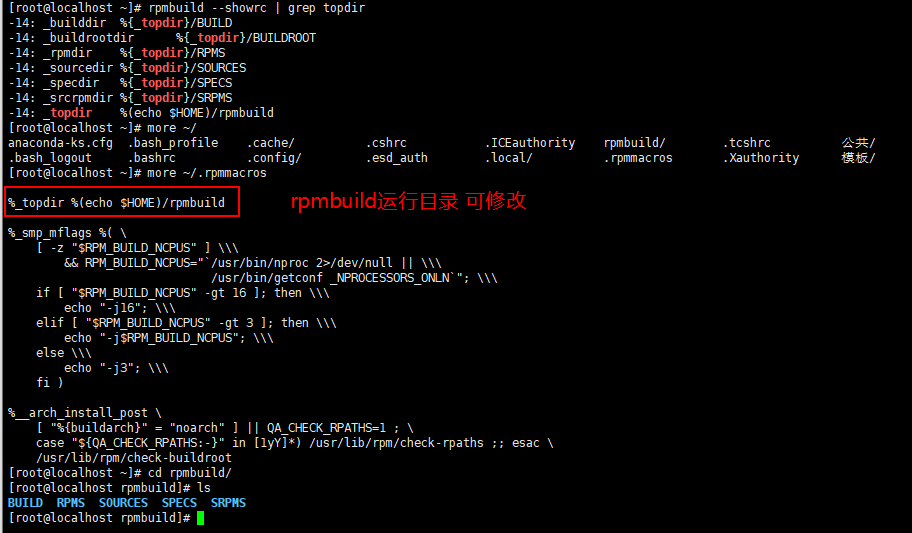 [root@localhost ~]# rpmbuild --showrc | grep topdir
-14: _builddir  %{_topdir}/BUILD
-14: _buildrootdir      %{_topdir}/BUILDROOT
-14: _rpmdir    %{_topdir}/RPMS
-14: _sourcedir %{_topdir}/SOURCES
-14: _specdir   %{_topdir}/SPECS
-14: _srcrpmdir %{_topdir}/SRPMS
-14: _topdir    %(echo $HOME)/rpmbuild
[root@localhost ~]# more ~/
anaconda-ks.cfg  .bash_profile    .cache/          .cshrc           .ICEauthority    rpmbuild/        .tcshrc          公共/
.bash_logout     .bashrc          .config/         .esd_auth        .local/          .rpmmacros       .Xauthority      模板/
[root@localhost ~]# more ~/.rpmmacros
%_topdir %(echo $HOME)/rpmbuild
rpmbuild运行目录 可修改
%_smp_mflags %( \
    [ -z "$RPM_BUILD_NCPUS" ] \\\
        && RPM_BUILD_NCPUS="`/usr/bin/nproc 2>/dev/null || \\\
                             /usr/bin/getconf _NPROCESSORS_ONLN`"; \\\
    if [ "$RPM_BUILD_NCPUS" -gt 16 ]; then \\\
        echo "-j16"; \\\
    elif [ "$RPM_BUILD_NCPUS" -gt 3 ]; then \\\
        echo "-j$RPM_BUILD_NCPUS"; \\\
    else \\\
        echo "-j3"; \\\
    fi )
%__arch_install_post \
    [ "%{buildarch}" = "noarch" ] || QA_CHECK_RPATHS=1 ; \
    case "${QA_CHECK_RPATHS:-}" in [1yY]*) /usr/lib/rpm/check-rpaths ;; esac \
    /usr/lib/rpm/check-buildroot
[root@localhost ~]# cd rpmbuild/
[root@localhost rpmbuild]# ls
BUILD  RPMS  SOURCES  SPECS  SRPMS
[root@localhost rpmbuild]#